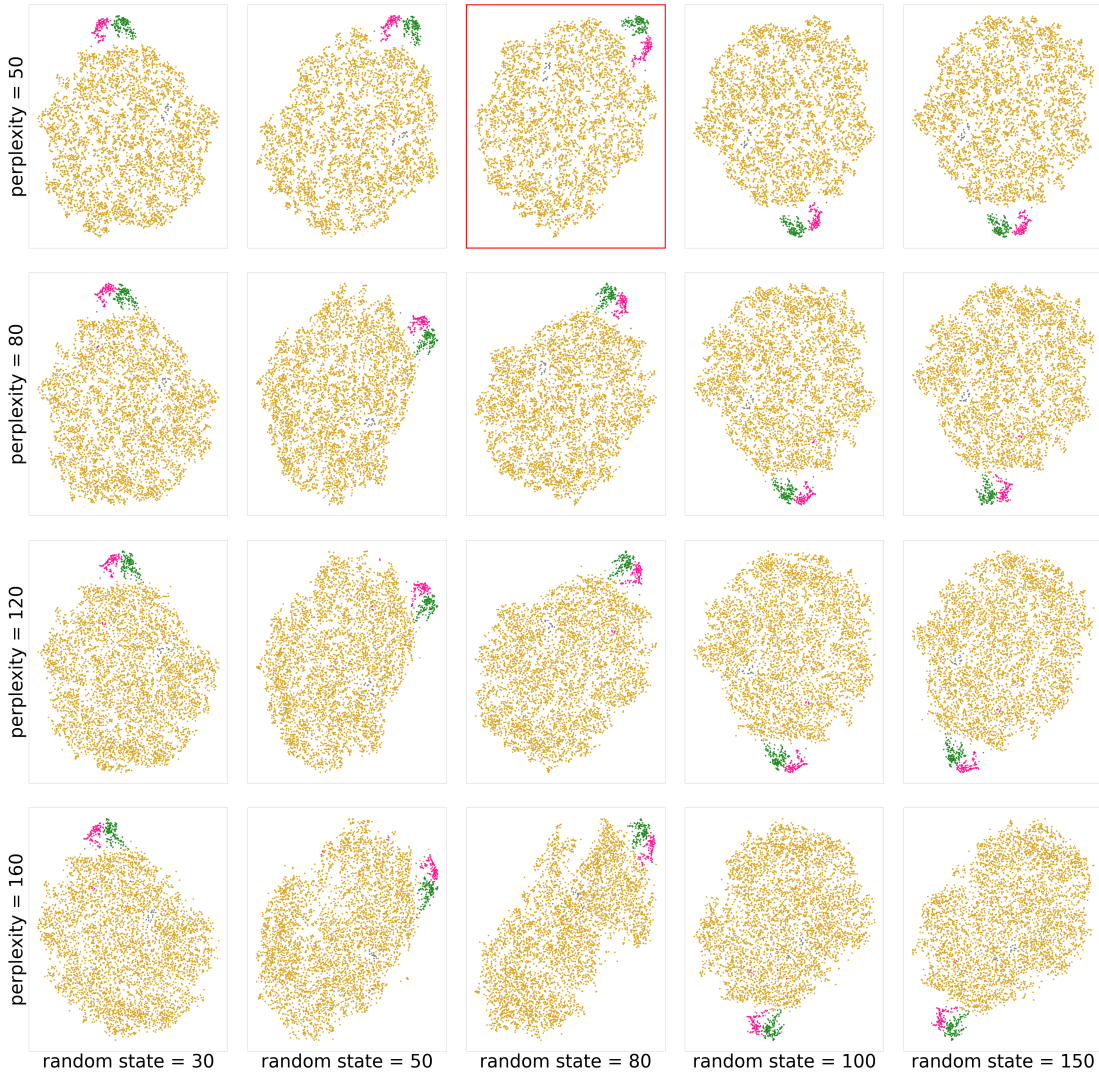 perplexity = 50
perplexity = 80
perplexity = 120
perplexity = 160
random state = 30
random state = 50
random state = 80
random state = 100
random state = 150